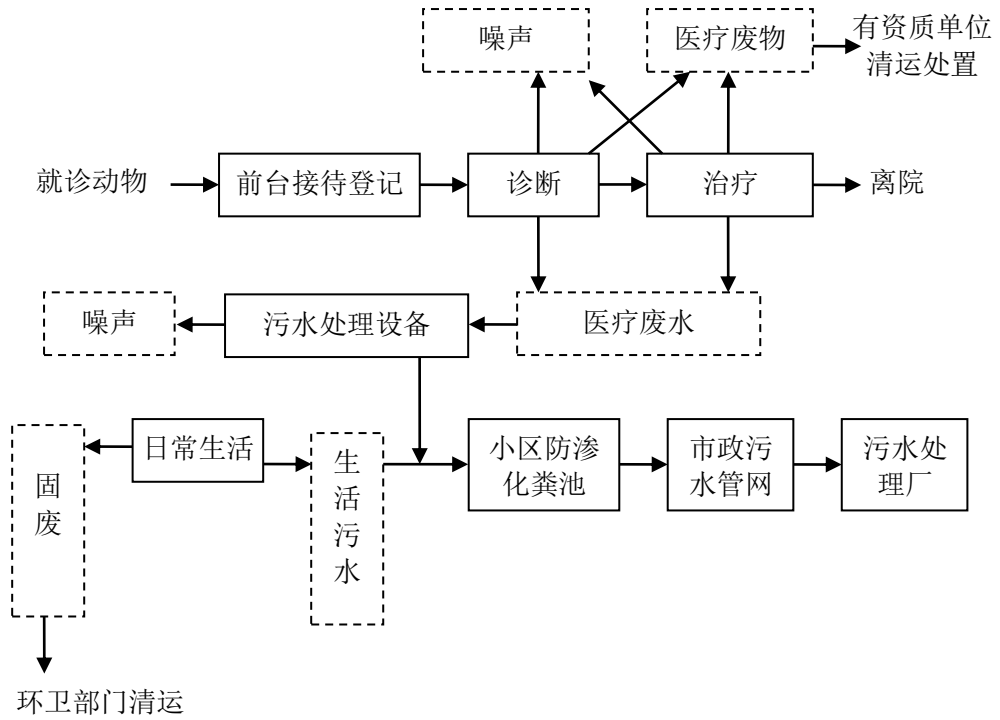 噪声
医疗废物
有资质单位
清运处置
就诊动物
前台接待登记
诊断
治疗
离院
噪声
污水处理设备
医疗废水
日常生活
固
废
生
活
污
水
小区防渗
化粪池
市政污
水管网
污水处
理厂
环卫部门清运